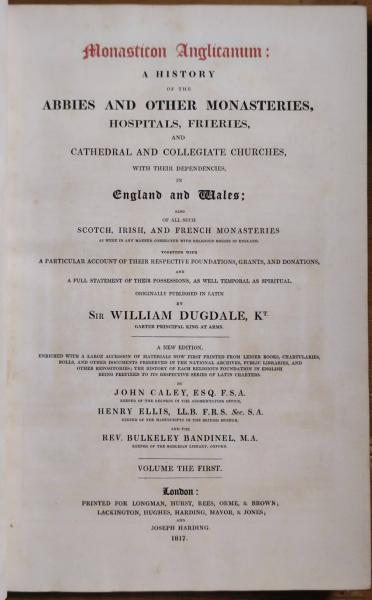 Monasticon Anglicanum:
A HISTORY
OF THE
ABBIES AND OTHER MONASTERIES,
HOSPITALS, FRIERIES,
AND
CATHEDRAL AND COLLEGIATE CHURCHES,
WITH THEIR DEPENDENCIES,
IN
England and Wales;
ALSO
OF ALL SUCH
SCOTCH, IRISH, AND FRENCH MONASTERIES
AS WERE IN ANY MANNER CONNECTED WITH RELIGIOUS HOUSES IN ENGLAND.
TOGETHER WITH
A PARTICULAR ACCOUNT OF THEIR RESPECTIVE FOUNDATIONS, GRANTS, AND DONATIONS,
AND
A FULL STATEMENT OF THEIR POSSESSIONS, AS WELL TEMPORAL AS SPIRITUAL.
ORIGINALLY PUBLISHED IN LATIN
BY
SIR WILLIAM DUGDALE, KT.
GARTER PRINCIPAL KING AT ARMS.
A NEW EDITION,
ENRICHED WITH A LARGE ACCESSION OF MATERIALS NOW FIRST PRINTED FROM LEIGER BOOKS, CHARTULARIES,
ROLLS, AND OTHER DOCUMENTS PRESERVED IN THE NATIONAL ARCHIVES, PUBLIC LIBRARIES, AND
OTHER REPOSITORIES; THE HISTORY OF EACH RELIGIOUS FOUNDATION IN ENGLISH
BEING PREFIXED TO ITS RESPECTIVE SERIES OF LATIN CHARTERS.
BY
JOHN CALEY, ESQ. F.S.A.
KEEPER OF THE RECORDS IN THE AUGMENTATION OFFICE,
HENRY ELLIS, LL.B. F.R.S. Sec. S.A.
KEEPER OF THE MANUSCRIPTS IN THE BRITISH MUSEUM,
AND THE
REV. BULKELEY BANDINEL, M.A.
KEEPER OF THE BODLEIAN LIBRARY, OXFORD.
VOLUME THE FIRST.
London:
PRINTED FOR LONGMAN, HURST, REES, ORME, & BROWN;
LACKINGTON, HUGHES, HARDING, MAVOR, & JONES;
AND
JOSEPH HARDING.
1817.